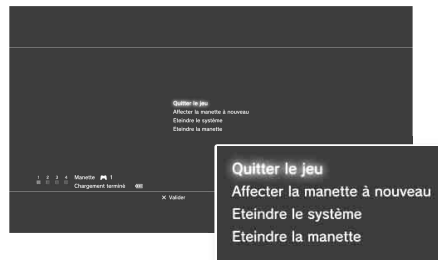 Quitter le jeu
Affecter la manette à nouveau
Eteindre le système
Eteindre la manette
1 2 3 4 Manette 1
Chargement terminé
✕ Valider
Quitter le jeu
Affecter la manette à nouveau
Eteindre le système
Eteindre la manette